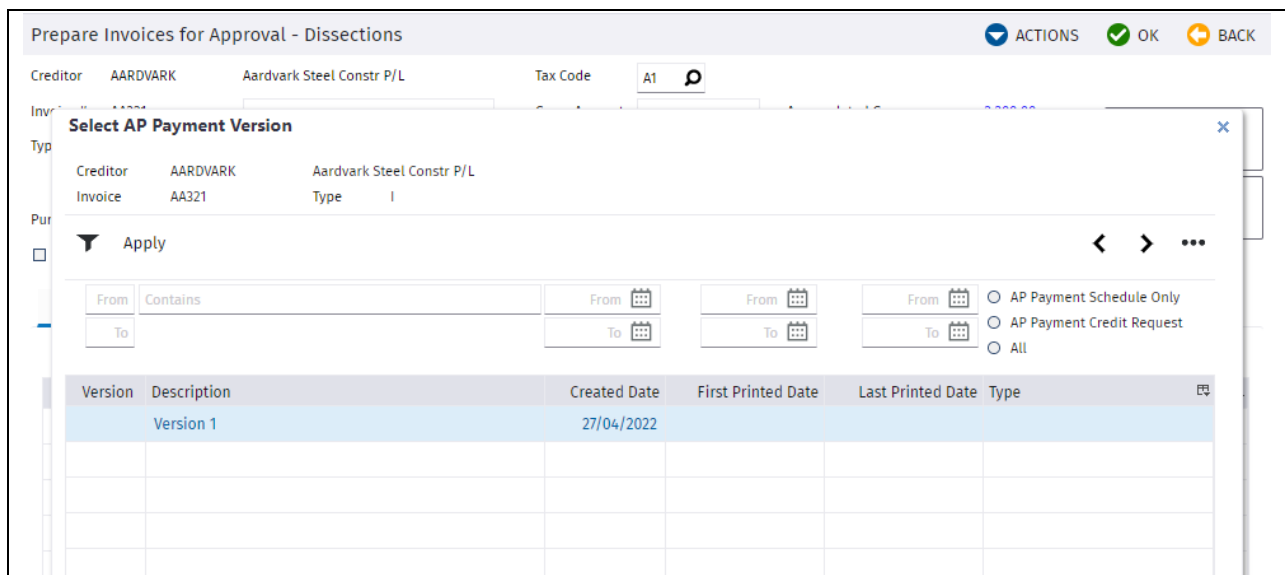 Prepare Invoices for Approval - Dissections ACTIONS OK BACK
Creditor AARDVARK Aardvark Steel Constr P/L Tax Code A1
Select AP Payment Version
Typ
Creditor AARDVARK Aardvark Steel Constr P/L
Invoice AA321 Type I
Pur
Apply
From Contains From From From AP Payment Schedule Only
To To To To AP Payment Credit Request
All
Version Description Created Date First Printed Date Last Printed Date Type
Version 1 27/04/2022